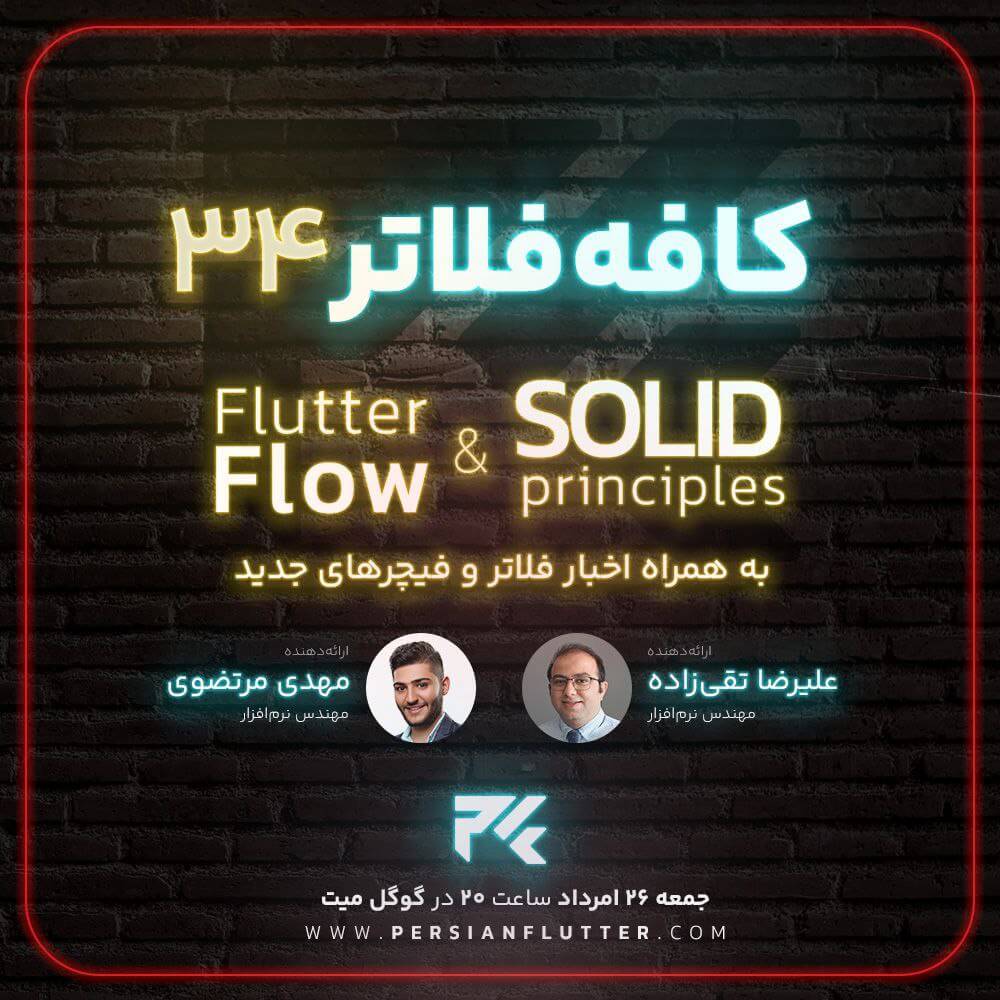 کافه‌فلاتر ۳۴
SOLID
principles
&
Flutter
Flow
به همراه اخبار فلاتر و فیچرهای جدید
ارائه‌دهنده
علیرضا تقی‌زاده
مهندس نرم‌افزار
ارائه‌دهنده
مهدی مرتضوی
مهندس نرم‌افزار
جمعه ۲۶ امرداد ساعت ۲۰ در گوگل میت
WWW.PERSIANFLUTTER.COM